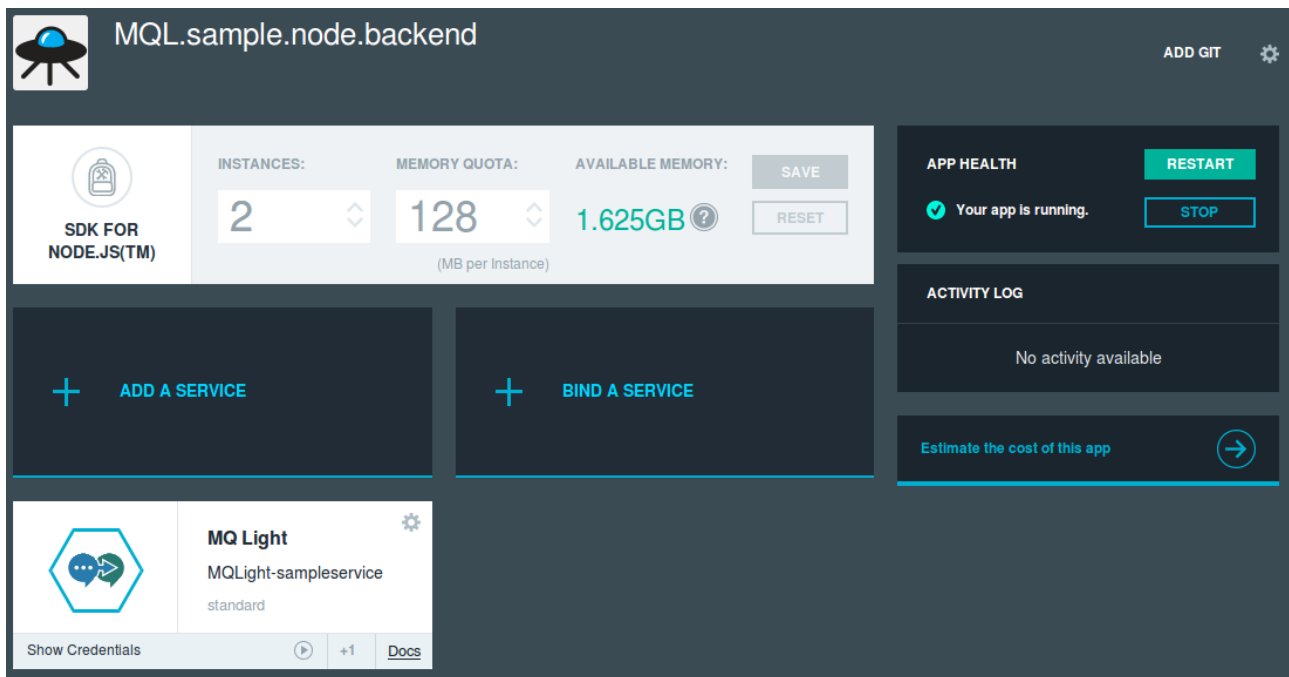 MQL.sample.node.backend
ADD GIT
SDK FOR
NODE.JS(TM)
INSTANCES:
2
MEMORY QUOTA:
128
(MB per Instance)
AVAILABLE MEMORY:
1.625GB ?
SAVE
RESET
APP HEALTH
RESTART
Your app is running.
STOP
ACTIVITY LOG
No activity available
ADD A SERVICE
BIND A SERVICE
Estimate the cost of this app
MQ Light
MQLight-sampleservice
standard
Show Credentials
+1
Docs